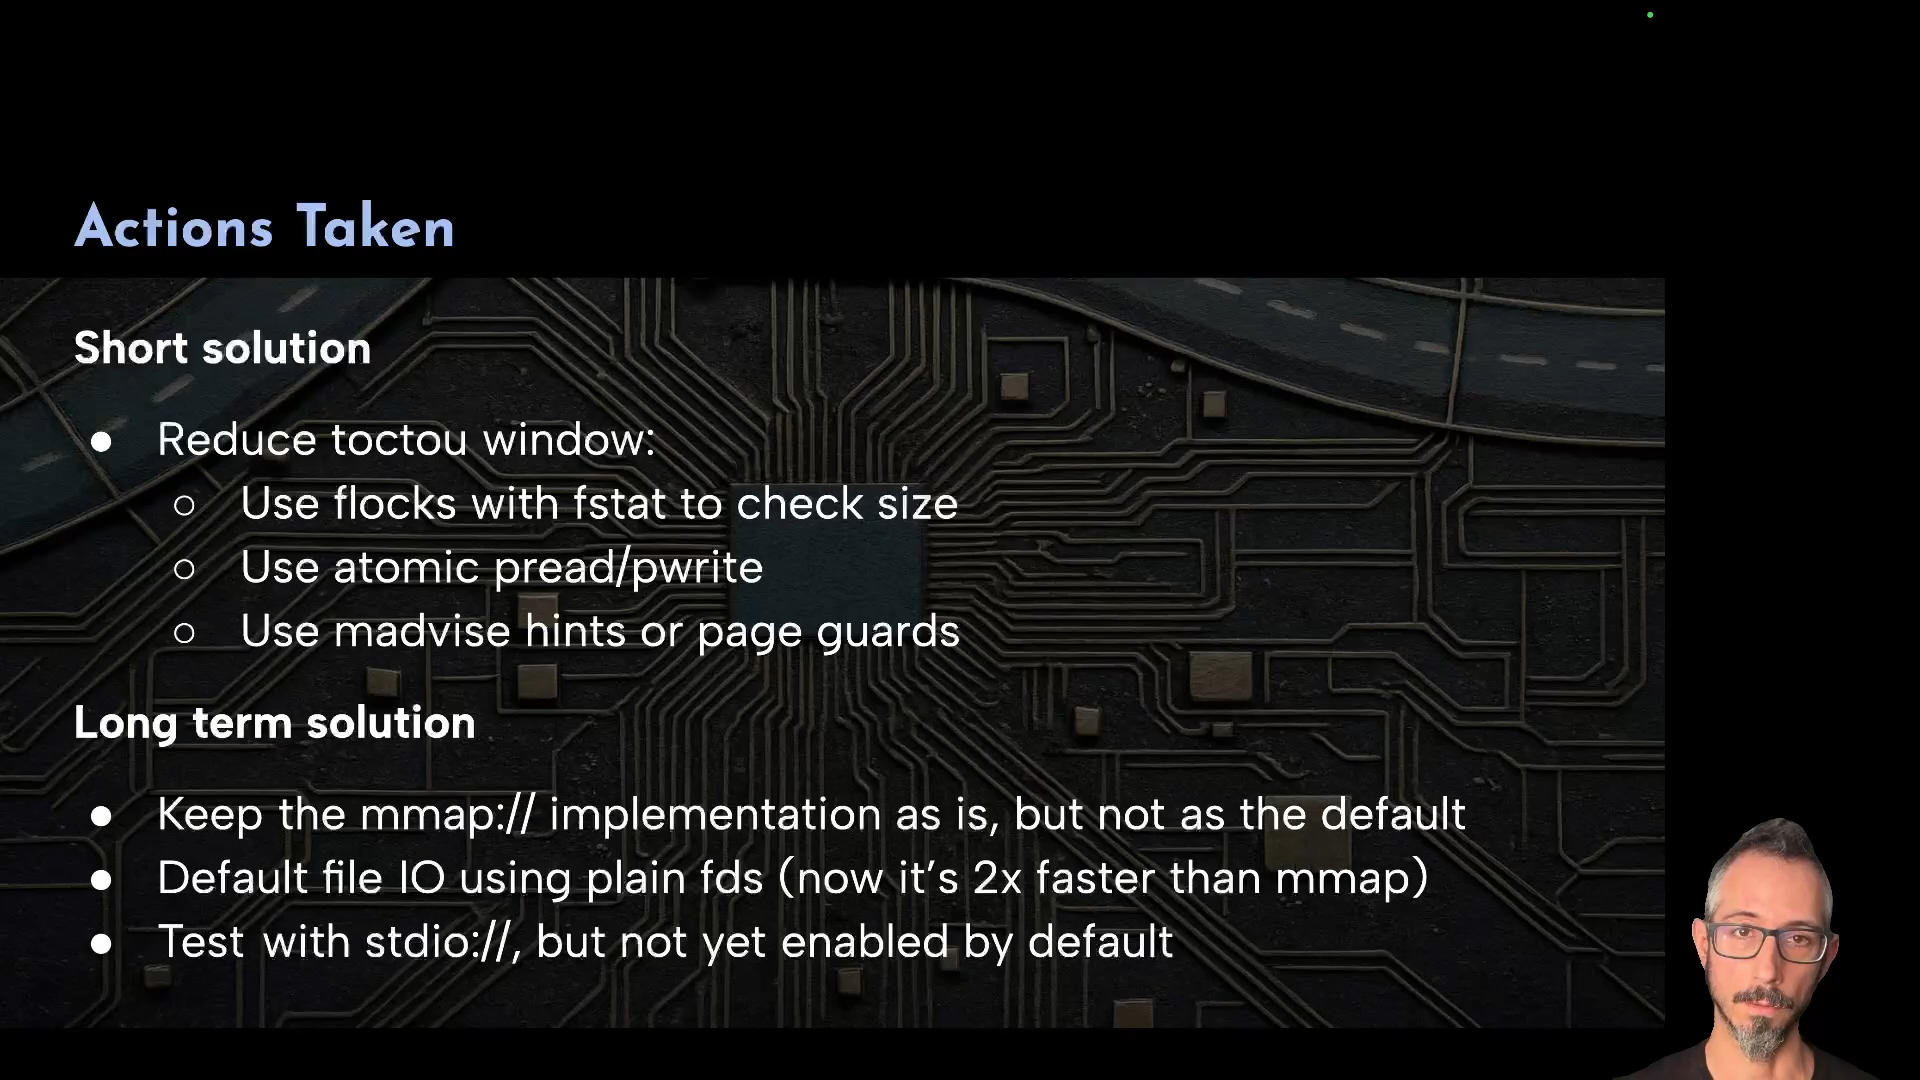 Actions Taken
Short solution
● Reduce toctou window:
○ Use flocks with fstat to check size
○ Use atomic pread/pwrite
○ Use madvise hints or page guards
Long term solution
● Keep the mmap:// implementation as is, but not as the default
● Default file IO using plain fds (now it’s 2x faster than mmap)
● Test with stdio://, but not yet enabled by default